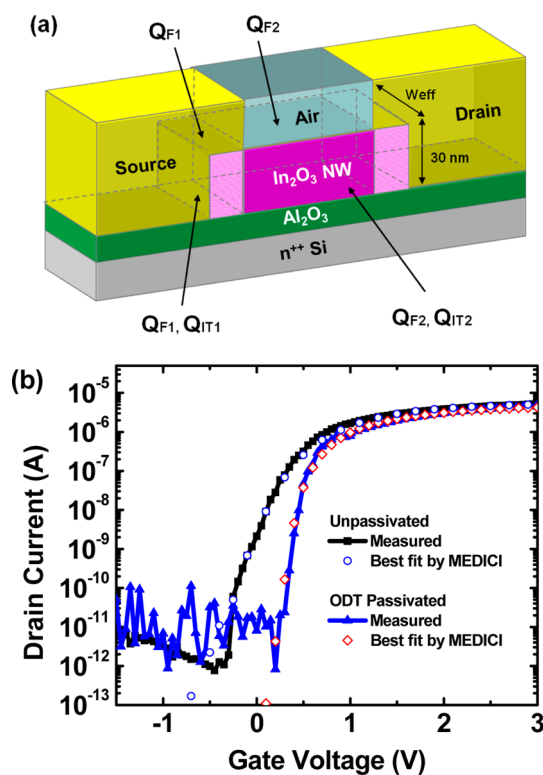 (a)
QF1
QF2
Weff
Air
Source
Drain
30 nm
In2O3 NW
Al2O3
n++ Si
QF1, QIT1
QF2, QIT2
(b)
Drain Current (A)
10-5
10-6
10-7
10-8
10-9
10-10
10-11
10-12
10-13
Unpassivated
Measured
Best fit by MEDICI
ODT Passivated
Measured
Best fit by MEDICI
-1 0 1 2 3
Gate Voltage (V)